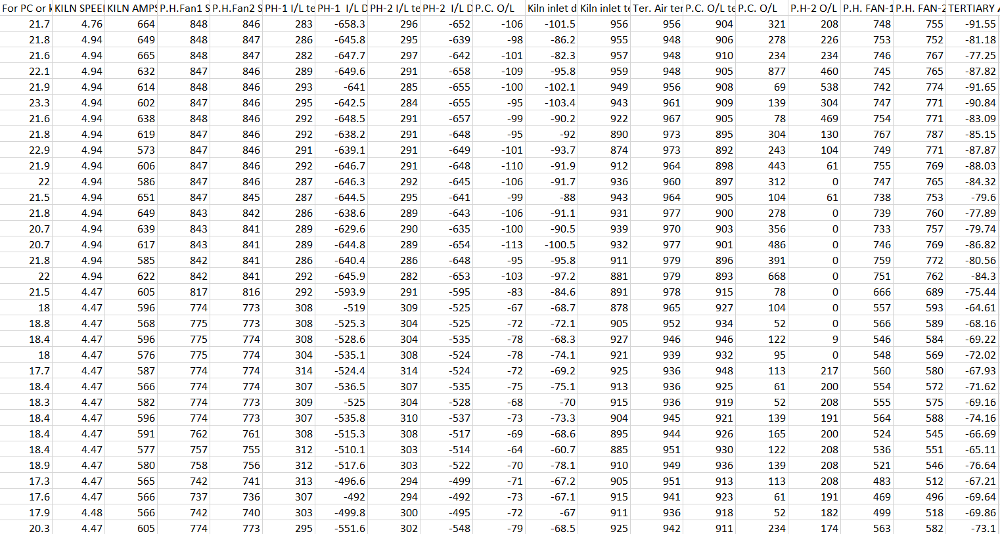 For PC or k KILN SPEEI KILN AMPS P.H.Fan1 S P.H.Fan2 S PH-1 I/L te PH-1 I/L D PH-2 I/L te PH-2 I/L D P.C. O/L Kiln inlet d Kiln inlet te Ter. Air ter P.C. O/L te P.C. O/L P.H-2 O/L P.H. FAN-1 P.H. FAN-2 TERTIARY A
21.7 4.76 664 848 846 283 -658.3 296 -652 -106 -101.5 956 956 904 321 208 748 755 -91.55
21.8 4.94 649 848 847 286 -645.8 295 -639 -98 -86.2 955 948 906 278 226 753 752 -81.18
21.6 4.94 665 848 847 282 -647.7 297 -642 -101 -82.3 957 948 910 234 234 746 767 -77.25
22.1 4.94 632 847 846 289 -649.6 291 -658 -109 -95.8 959 948 905 877 460 745 765 -87.82
21.9 4.94 614 848 846 293 -641 285 -655 -100 -102.1 949 956 908 69 538 742 774 -91.65
23.3 4.94 602 847 846 295 -642.5 284 -655 -95 -103.4 943 961 909 139 304 747 771 -90.84
21.6 4.94 638 848 846 292 -648.5 291 -657 -99 -90.2 922 967 905 78 469 754 771 -83.09
21.8 4.94 619 847 846 292 -638.2 291 -648 -95 -92 890 973 895 304 130 767 787 -85.15
22.9 4.94 573 847 846 291 -639.1 291 -649 -101 -93.7 874 973 892 243 104 749 771 -87.87
21.9 4.94 606 847 846 292 -646.7 291 -648 -110 -91.9 912 964 898 443 61 755 769 -88.03
22 4.94 586 847 846 287 -646.3 292 -645 -106 -91.7 936 960 897 312 0 747 765 -84.32
21.5 4.94 651 847 845 287 -644.5 295 -641 -99 -88 943 964 905 104 61 738 753 -79.6
21.8 4.94 649 843 842 286 -638.6 289 -643 -106 -91.1 931 977 900 278 0 739 760 -77.89
20.7 4.94 639 843 841 289 -629.6 290 -635 -100 -90.5 939 970 903 356 0 733 757 -79.74
20.7 4.94 617 843 841 289 -644.8 289 -654 -113 -100.5 932 977 901 486 0 746 769 -86.82
21.8 4.94 585 842 841 286 -640.4 286 -648 -95 -95.8 911 979 896 391 0 759 772 -80.56
22 4.94 622 842 841 292 -645.9 282 -653 -103 -97.2 881 979 893 668 0 751 762 -84.3
21.5 4.47 605 817 816 292 -593.9 291 -595 -83 -84.6 891 978 915 78 0 666 689 -75.44
18 4.47 596 774 773 308 -519 309 -525 -67 -68.7 878 965 927 104 0 557 593 -64.61
18.8 4.47 568 775 773 308 -525.3 304 -525 -72 -72.1 905 952 934 52 0 566 589 -68.16
18.4 4.47 596 775 774 308 -528.6 304 -535 -78 -68.3 927 946 946 122 9 546 584 -69.22
18 4.47 576 775 774 304 -535.1 308 -524 -78 -74.1 921 939 932 95 0 548 569 -72.02
17.7 4.47 587 774 774 314 -524.4 314 -524 -72 -69.2 925 936 948 113 217 560 580 -67.93
18.4 4.47 566 774 774 307 -536.5 307 -535 -75 -75.1 913 936 925 61 200 554 572 -71.62
18.3 4.47 582 774 773 309 -525 304 -528 -68 -70 915 936 919 52 208 555 575 -69.16
18.4 4.47 596 774 773 307 -535.8 310 -537 -73 -73.3 904 945 921 139 191 564 588 -74.16
18.4 4.47 591 762 761 308 -515.3 308 -517 -69 -68.6 895 944 926 165 200 524 545 -66.69
18.4 4.47 577 757 755 312 -510.1 303 -514 -64 -60.7 885 951 930 122 208 536 551 -65.11
18.9 4.47 580 758 756 312 -517.6 303 -522 -70 -78.1 910 949 936 139 208 521 546 -76.64
17.3 4.47 565 742 741 313 -496.6 294 -499 -71 -67.2 905 951 913 113 208 483 512 -67.21
17.6 4.47 566 737 736 307 -492 294 -492 -73 -67.1 915 941 923 61 191 469 496 -69.64
17.9 4.48 566 742 740 303 -499.8 300 -495 -72 -67 911 936 918 52 182 499 518 -69.86
20.3 4.47 605 774 773 295 -551.6 302 -548 -79 -68.5 925 942 911 234 174 563 582 -73.1